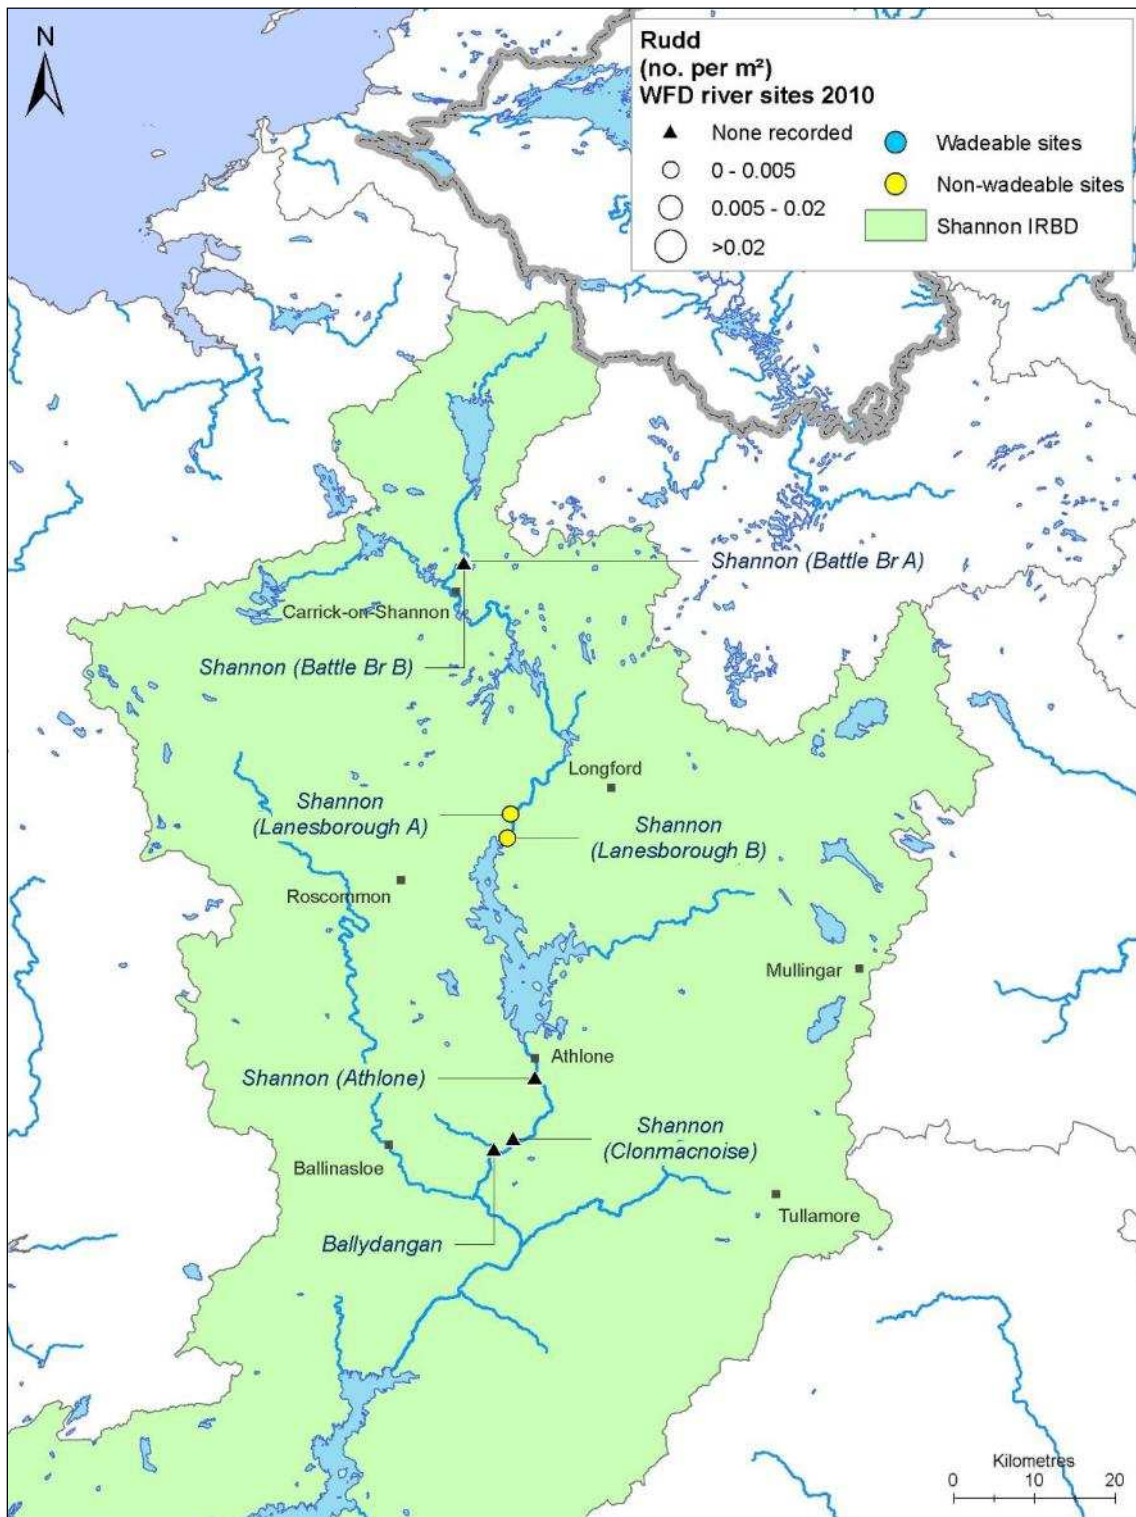 N
Rudd
(no. per m²)
WFD river sites 2010
None recorded
0 - 0.005
0.005 - 0.02
>0.02
Wadeable sites
Non-wadeable sites
Shannon IRBD
Shannon (Battle Br A)
Carrick-on-Shannon
Shannon (Battle Br B)
Longford
Shannon
(Lanesborough A)
Shannon
(Lanesborough B)
Roscommon
Mullingar
Athlone
Shannon (Athlone)
Shannon
(Clonmacnoise)
Ballinasloe
Tullamore
Ballydangan
Kilometres
0 10 20